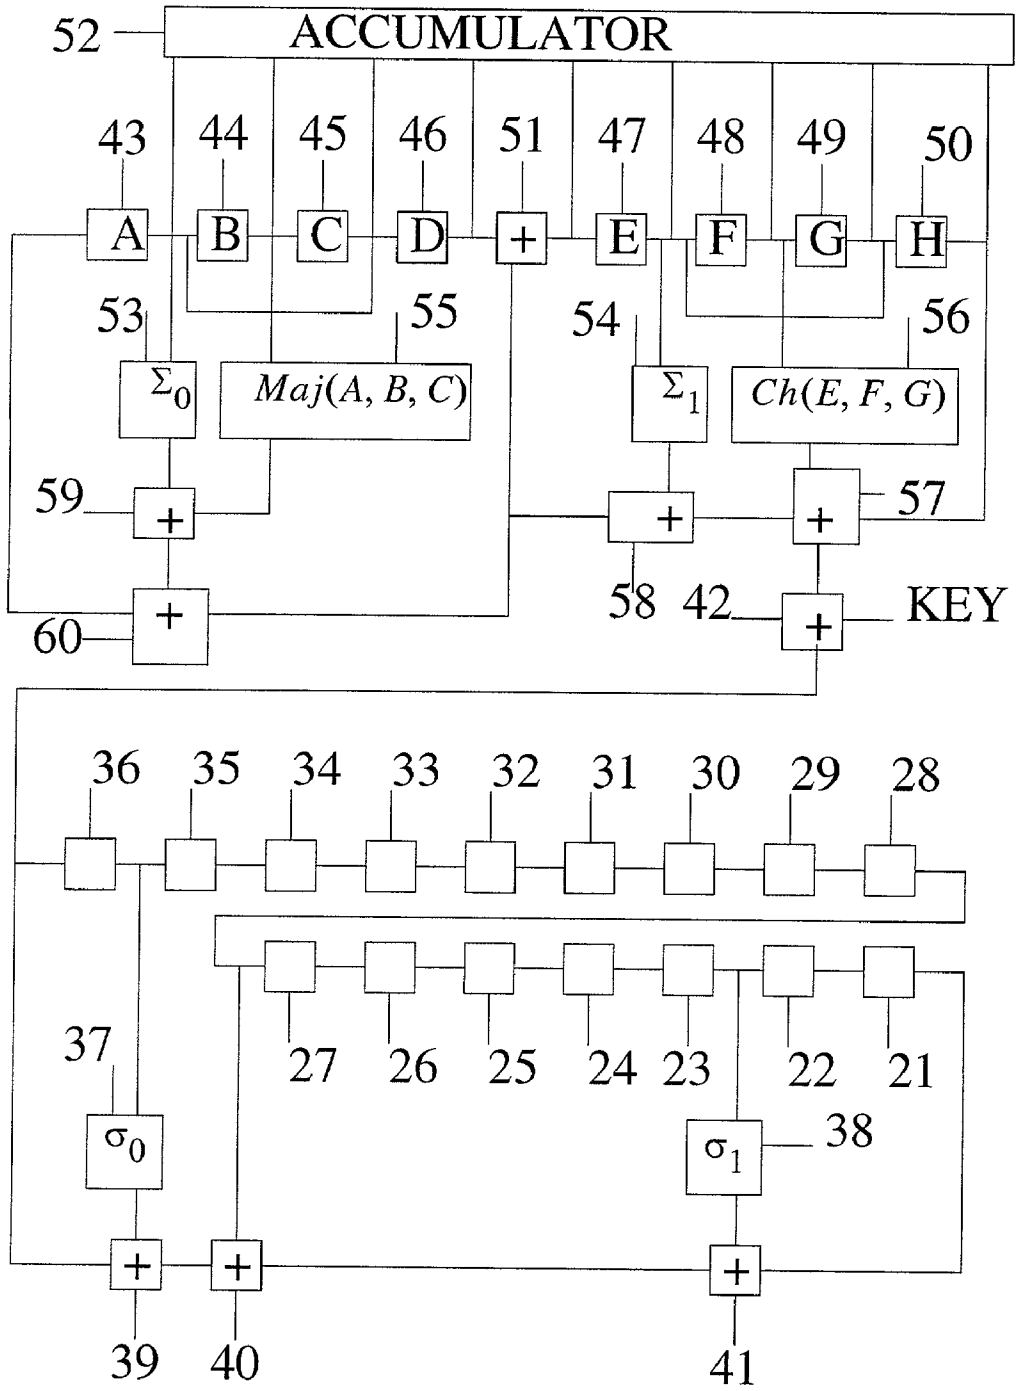 52 ACCUMULATOR
43 44 45 46 51 47 48 49 50
A B C D + E F G H
53 55 54 56
Σ0 Maj(A, B, C) Σ1 Ch(E, F, G)
59 + + + 57
58 42 + KEY
60 +
36 35 34 33 32 31 30 29 28
27 26 25 24 23 22 21
37
σ0 σ1 38
+ + +
39 40 41